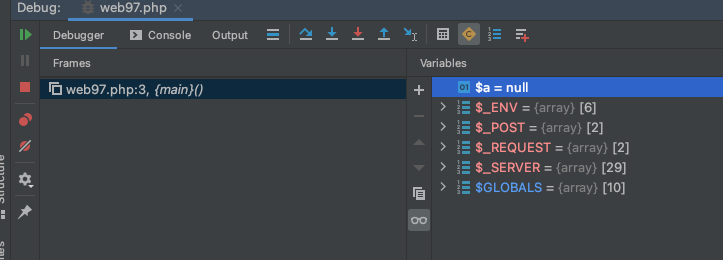 Debug: web97.php
Debugger Console Output
Frames Variables
web97.php:3, {main}()
$a = null
$_ENV = {array} [6]
$_POST = {array} [2]
$_REQUEST = {array} [2]
$_SERVER = {array} [29]
$GLOBALS = {array} [10]
Structure